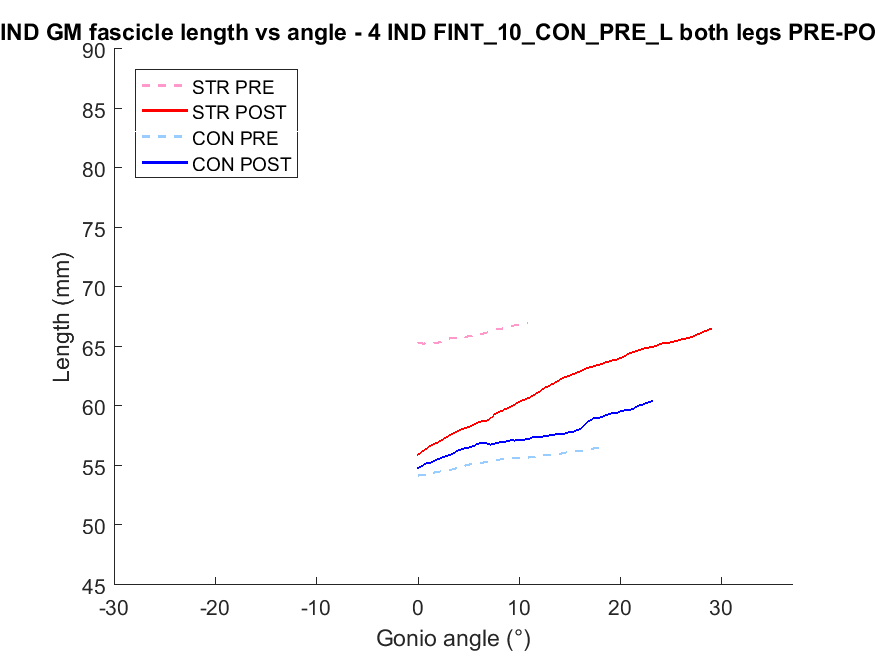 IND GM fascicle length vs angle - 4 IND FINT_10_CON_PRE_L both legs PRE-PO
90
85
80
75
70
65
60
55
50
45
Length (mm)
STR PRE
STR POST
CON PRE
CON POST
-30 -20 -10 0 10 20 30
Gonio angle (°)